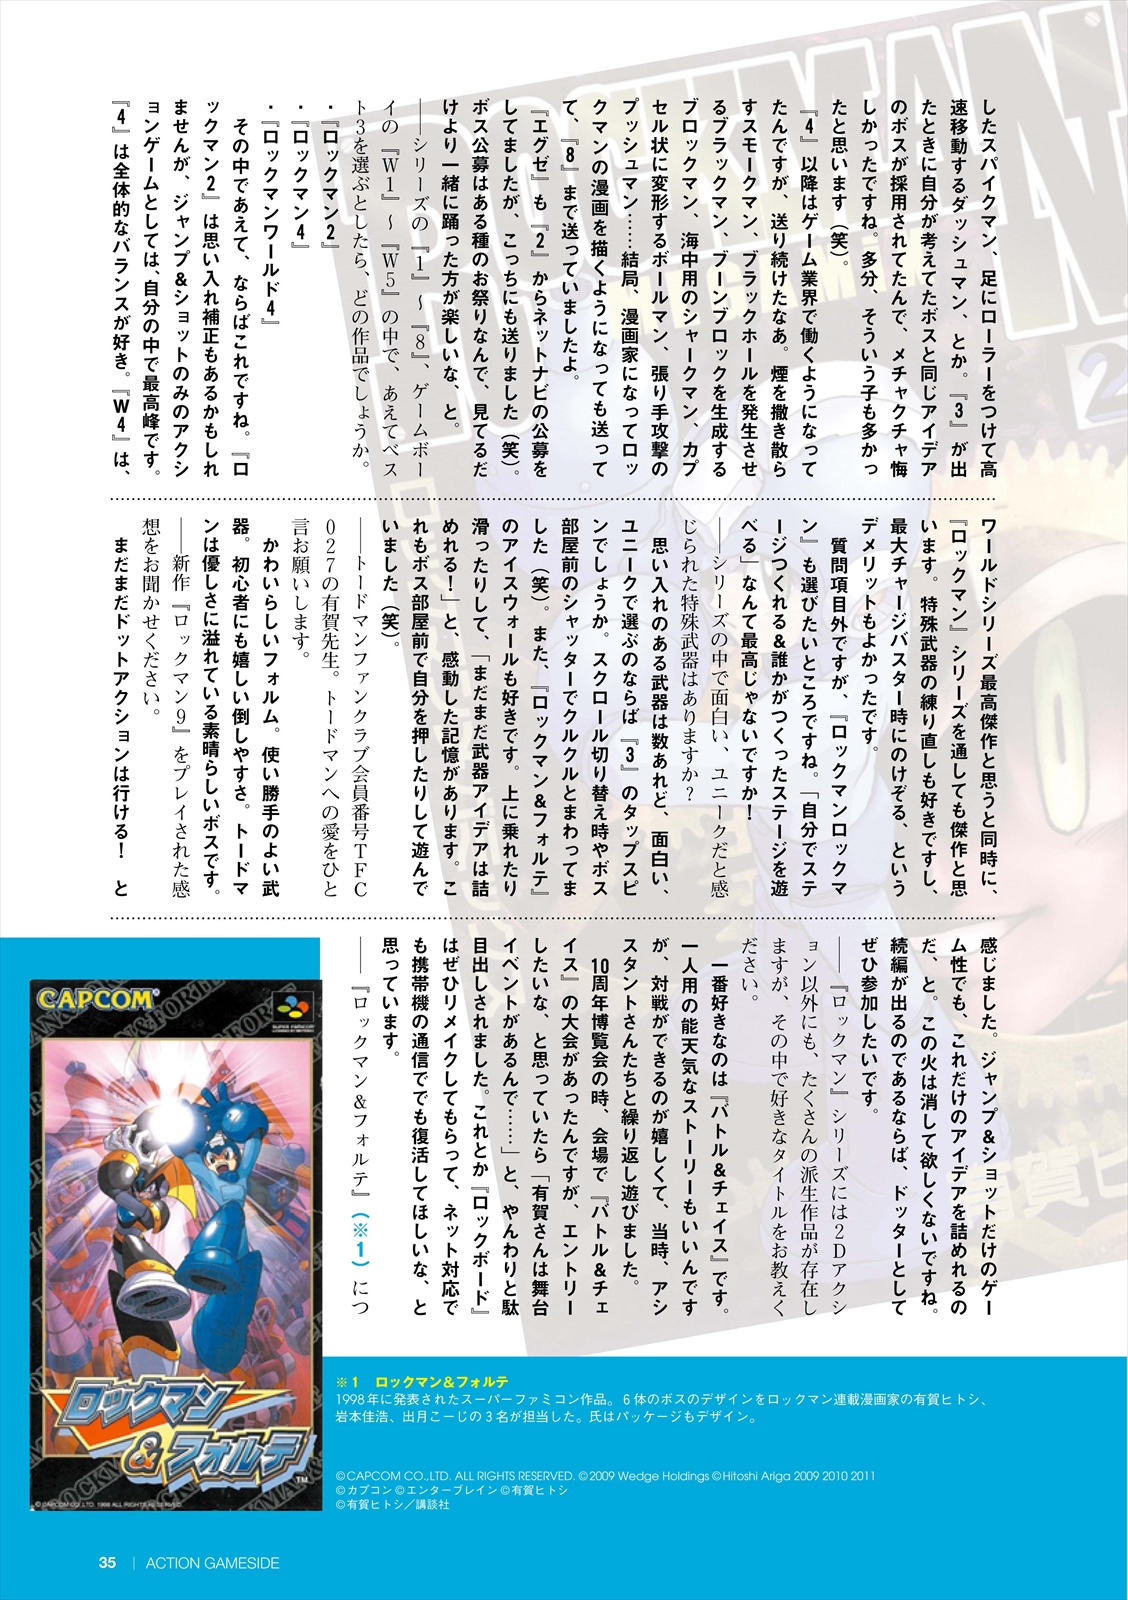 したスパイクマン、足にローラーをつけて高
速移動するダッシュマン、とか。『3』が出
たときに自分が考えてたボスと同じアイデア
のボスが採用されてたんで、メチャクチャ悔
しかったですね。多分、そういう子も多かっ
たと思います（笑）。
『4』以降はゲーム業界で働くようになって
たんですが、送り続けたなあ。煙を撒き散ら
すスモークマン、ブラックホールを発生させ
るブラックマン、ブーンブロックを生成する
ブロックマン、海中用のシャークマン、カプ
セル状に変形するボールマン、張り手攻撃の
プッシュマン……結局、漫画家になってロッ
クマンの漫画を描くようになっても送って
て、『8』まで送っていましたよ。
『エグゼ』も『2』からネットナビの公募を
してましたが、こっちにも送りました（笑）。
ボス公募はある種のお祭りなんで、見てるだ
けより一緒に踊った方が楽しいな、と。
――シリーズの『1』～『8』、ゲームボー
イの『W1』～『W5』の中で、あえてベス
ト3を選ぶとしたら、どの作品でしょうか。
・『ロックマン2』
・『ロックマン4』
・『ロックマンワールド4』
その中であえて、ならばこれですね。『ロ
ックマン2』は思い入れ補正もあるかもしれ
ませんが、ジャンプ&ショットのみのアクシ
ョンゲームとしては、自分の中で最高峰です。
『4』は全体的なバランスが好き。『W4』は、
ワールドシリーズ最高傑作と思うと同時に、
『ロックマン』シリーズを通しても傑作と思
います。特殊武器の練り直しも好きですし、
最大チャージバスター時にのけぞる、という
デメリットもよかったです。
質問項目外ですが、『ロックマンロックマ
ン』も選びたいところですね。「自分でステ
ージつくれる&誰かがつくったステージを遊
べる」なんて最高じゃないですか！
――シリーズの中で面白い、ユニークだと感
じられた特殊武器はありますか？
思い入れのある武器は数あれど、面白い、
ユニークで選ぶのならば『3』のタップスピ
ンでしょうか。スクロール切り替え時やボス
部屋前のシャッターでクルクルとまわってま
した（笑）。また、『ロックマン&フォルテ』
のアイスウォールも好きです。上に乗れたり
滑ったりして、「まだまだ武器アイデアは詰
められる！」と、感動した記憶があります。こ
れもボス部屋前で自分を押したりして遊んで
いました（笑）。
――トードマンファンクラブ会員番号TFC
027の有賀先生。トードマンへの愛をひと
言お願いします。
かわいらしいフォルム。使い勝手のよい武
器。初心者にも嬉しい倒しやすさ。トードマ
ンは優しさに溢れている素晴らしいボスです。
――新作『ロックマン9』をプレイされた感
想をお聞かせください。
まだまだドットアクションは行ける！　と
感じました。ジャンプ&ショットだけのゲー
ム性でも、これだけのアイデアを詰めれるの
だ、と。この火は消して欲しくないですね。
続編が出るのであるならば、ドッターとして
ぜひ参加したいです。
――『ロックマン』シリーズには2Dアクシ
ョン以外にも、たくさんの派生作品が存在し
ますが、その中で好きなタイトルをお教えく
ださい。
一番好きなのは『バトル&チェイス』です。
一人用の能天気なストーリーもいいんです
が、対戦ができるのが嬉しくて、当時、アシ
スタントさんたちと繰り返し遊びました。
10周年博覧会の時、会場で『バトル&チェ
イス』の大会があったんですが、エントリー
したいな、と思っていたら「有賀さんは舞台
イベントがあるんで……」と、やんわりと駄
目出しされました。これとか『ロックボード』
はぜひリメイクしてもらって、ネット対応で
も携帯機の通信でも復活してほしいな、と
思っています。
――『ロックマン&フォルテ』（※1）につ
CAPCOM
SUPER FAMICOM
ロックマン
&フォルテ
TM
©CAPCOM CO.,LTD. 1998 ALL RIGHTS RESERVED.
※1　ロックマン&フォルテ
1998年に発表されたスーパーファミコン作品。6体のボスのデザインをロックマン連載漫画家の有賀ヒトシ、
岩本佳浩、出月こーじの3名が担当した。氏はパッケージもデザイン。
©CAPCOM CO.,LTD. ALL RIGHTS RESERVED. ©2009 Wedge Holdings ©Hitoshi Ariga 2009 2010 2011
©カプコン©エンターブレイン©有賀ヒトシ
©有賀ヒトシ／講談社
35 | ACTION GAMESIDE
ROCKMAN
MEGAMIX
2
有賀ヒ